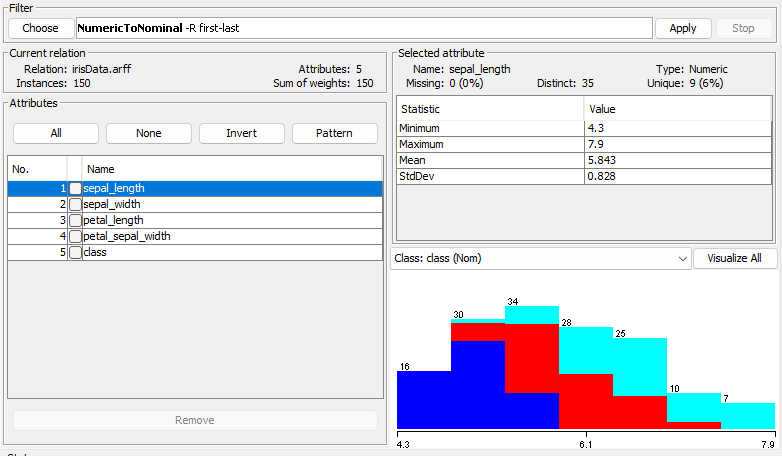 Filter
Choose NumericToNominal -R first-last Apply Stop
Current relation
Relation: irisData.arff Attributes: 5
Instances: 150 Sum of weights: 150
Attributes
All None Invert Pattern
No. Name
1 sepal_length
2 sepal_width
3 petal_length
4 petal_sepal_width
5 class
Remove
Selected attribute
Name: sepal_length Type: Numeric
Missing: 0 (0%) Distinct: 35 Unique: 9 (6%)
Statistic Value
Minimum 4.3
Maximum 7.9
Mean 5.843
StdDev 0.828
Class: class (Nom) Visualize All
16 30 34 28 25 10 7
4.3 6.1 7.9